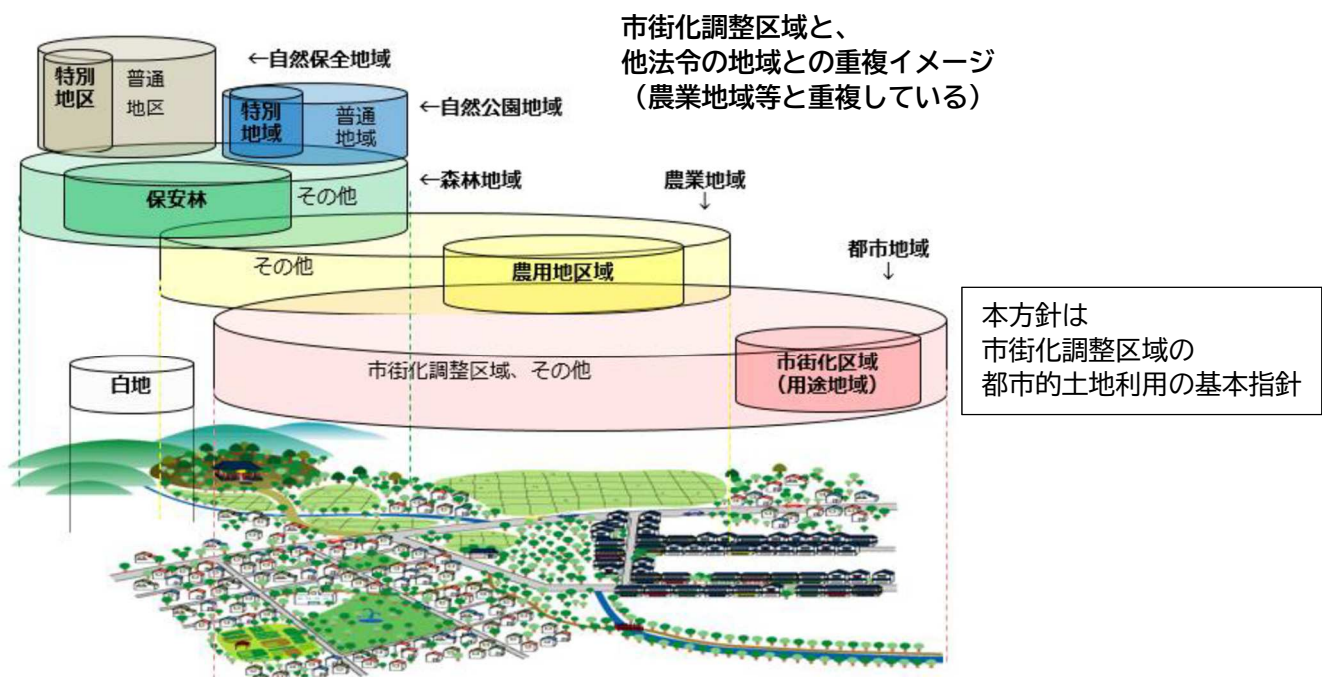 市街化調整区域と、
他法令の地域との重複イメージ
（農業地域等と重複している）
特別
地区
普通
地区
←自然保全地域
特別
地域
普通
地域
←自然公園地域
保安林
その他
←森林地域
農業地域
↓
その他
農用地区域
都市地域
↓
市街化調整区域、その他
市街化区域
(用途地域)
白地
本方針は
市街化調整区域の
都市的土地利用の基本指針